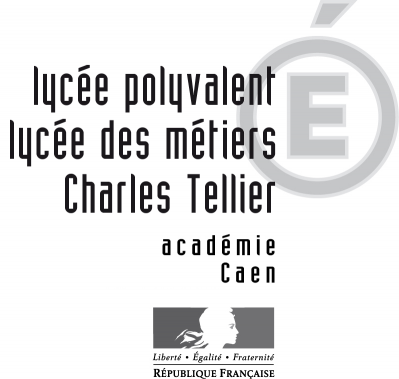 lycée polyvalent
lycée des métiers
Charles Tellier
académie
Caen
É
Liberté • Égalité • Fraternité
RÉPUBLIQUE FRANÇAISE